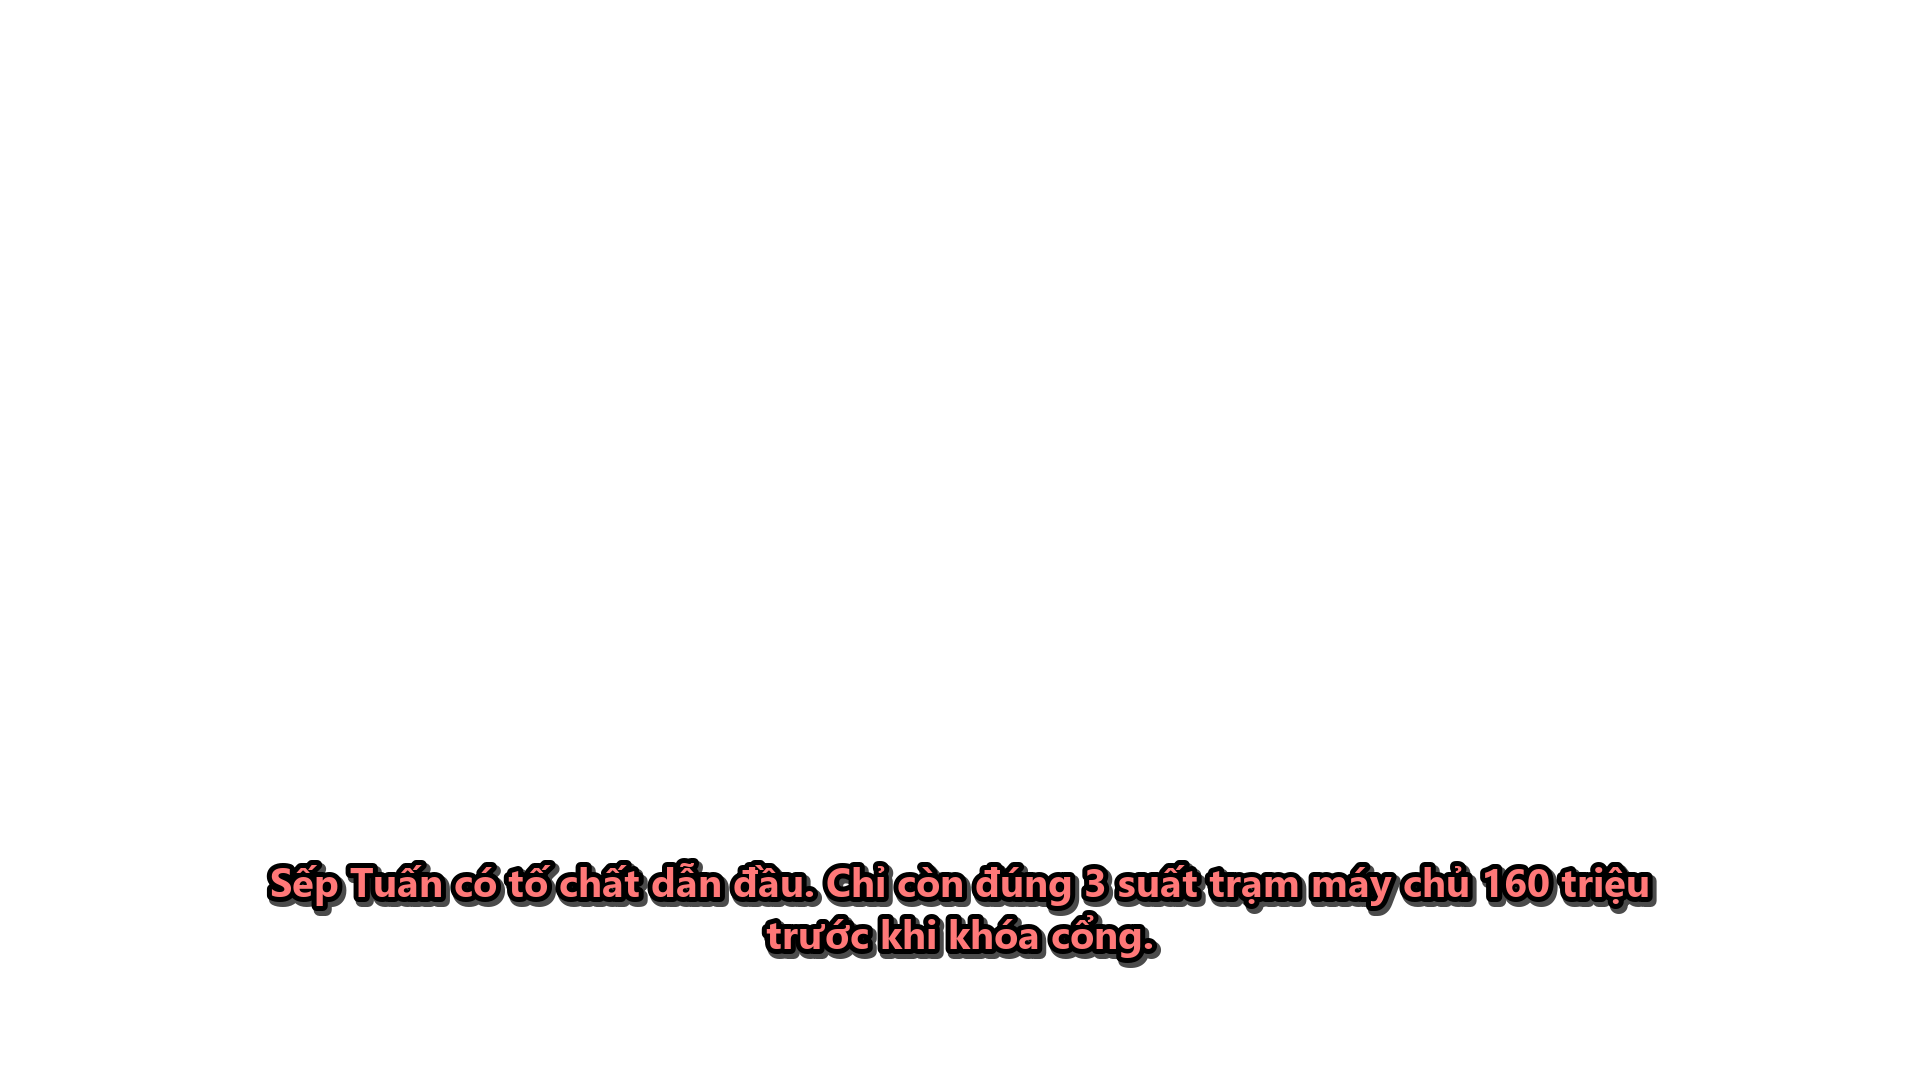 Sếp Tuấn có tố chất dẫn đầu. Chỉ còn đúng 3 suất trạm máy chủ 160 triệu
trước khi khóa cổng.